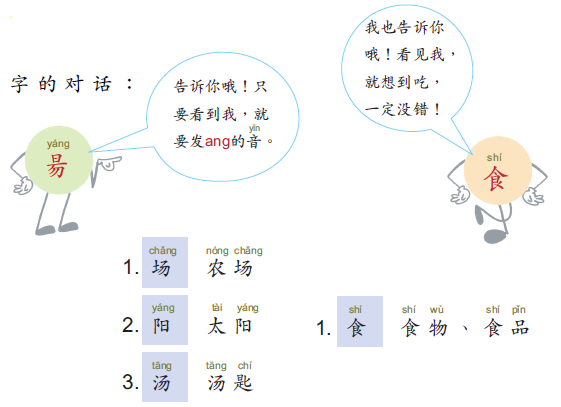 字的对话：
告诉你哦！只
要看到我，就
yīn
要发ang的音。
我也告诉你
哦！看见我，
就想到吃，
一定没错！
yáng
昜
shí
食
chǎng nóng chǎng
1. 场 农场
yáng tài yáng
2. 阳 太阳
tāng tāng chí
3. 汤 汤匙
shí shí wù shí pǐn
1. 食 食物、食品